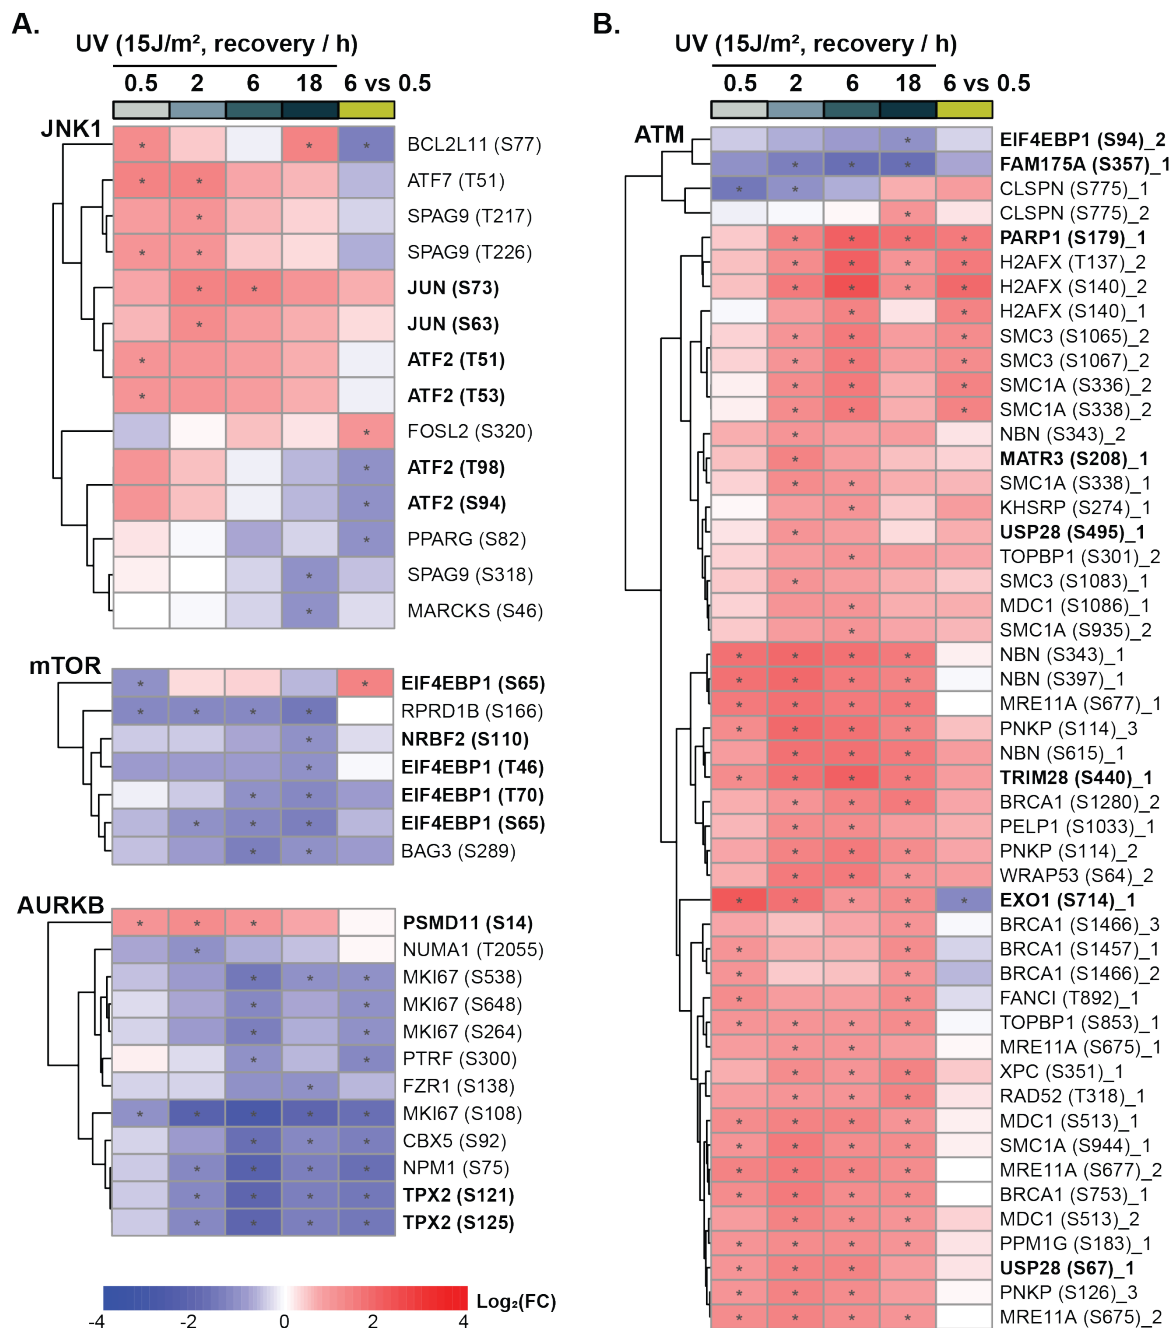 A.
UV (15J/m², recovery / h)
0.5 2 6 18 6 vs 0.5
JNK1
BCL2L11 (S77)
ATF7 (T51)
SPAG9 (T217)
SPAG9 (T226)
JUN (S73)
JUN (S63)
ATF2 (T51)
ATF2 (T53)
FOSL2 (S320)
ATF2 (T98)
ATF2 (S94)
PPARG (S82)
SPAG9 (S318)
MARCKS (S46)
mTOR
EIF4EBP1 (S65)
RPRD1B (S166)
NRBF2 (S110)
EIF4EBP1 (T46)
EIF4EBP1 (T70)
EIF4EBP1 (S65)
BAG3 (S289)
AURKB
PSMD11 (S14)
NUMA1 (T2055)
MKI67 (S538)
MKI67 (S648)
MKI67 (S264)
PTRF (S300)
FZR1 (S138)
MKI67 (S108)
CBX5 (S92)
NPM1 (S75)
TPX2 (S121)
TPX2 (S125)
-4 -2 0 2 4
Log₂(FC)
B.
UV (15J/m², recovery / h)
0.5 2 6 18 6 vs 0.5
ATM
EIF4EBP1 (S94)_2
FAM175A (S357)_1
CLSPN (S775)_1
CLSPN (S775)_2
PARP1 (S179)_1
H2AFX (T137)_2
H2AFX (S140)_2
H2AFX (S140)_1
SMC3 (S1065)_2
SMC3 (S1067)_2
SMC1A (S336)_2
SMC1A (S338)_2
NBN (S343)_2
MATR3 (S208)_1
SMC1A (S338)_1
KHSRP (S274)_1
USP28 (S495)_1
TOPBP1 (S301)_2
SMC3 (S1083)_1
MDC1 (S1086)_1
SMC1A (S935)_2
NBN (S343)_1
NBN (S397)_1
MRE11A (S677)_1
PNKP (S114)_3
NBN (S615)_1
TRIM28 (S440)_1
BRCA1 (S1280)_2
PELP1 (S1033)_1
PNKP (S114)_2
WRAP53 (S64)_2
EXO1 (S714)_1
BRCA1 (S1466)_3
BRCA1 (S1457)_1
BRCA1 (S1466)_2
FANCI (T892)_1
TOPBP1 (S853)_1
MRE11A (S675)_1
XPC (S351)_1
RAD52 (T318)_1
MDC1 (S513)_1
SMC1A (S944)_1
MRE11A (S677)_2
BRCA1 (S753)_1
MDC1 (S513)_2
PPM1G (S183)_1
USP28 (S67)_1
PNKP (S126)_3
MRE11A (S675)_2